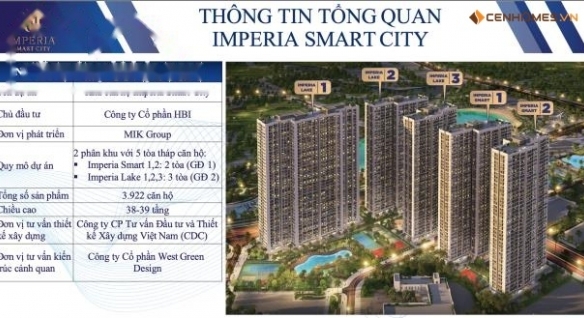 IMPERIA
SMART CITY
THÔNG TIN TỔNG QUAN
IMPERIA SMART CITY
CENHOMES.VN
Chủ đầu tư
Công ty Cổ phần HBI
Đơn vị phát triển
MIK Group
Quy mô dự án
2 phân khu với 5 tòa tháp căn hộ:
▪ Imperia Smart 1,2: 2 tòa (GĐ 1)
▪ Imperia Lake 1,2,3: 3 tòa (GĐ 2)
Tổng số sản phẩm
3.922 căn hộ
Chiều cao
38-39 tầng
Đơn vị tư vấn thiết
kế xây dựng
Công ty CP Tư vấn Đầu tư và Thiết
kế Xây dựng Việt Nam (CDC)
Đơn vị tư vấn kiến
trúc cảnh quan
Công ty Cổ phần West Green
Design
IMPERIA
LAKE 1
IMPERIA
LAKE 2
IMPERIA
LAKE 3
IMPERIA
SMART 1
IMPERIA
SMART 2